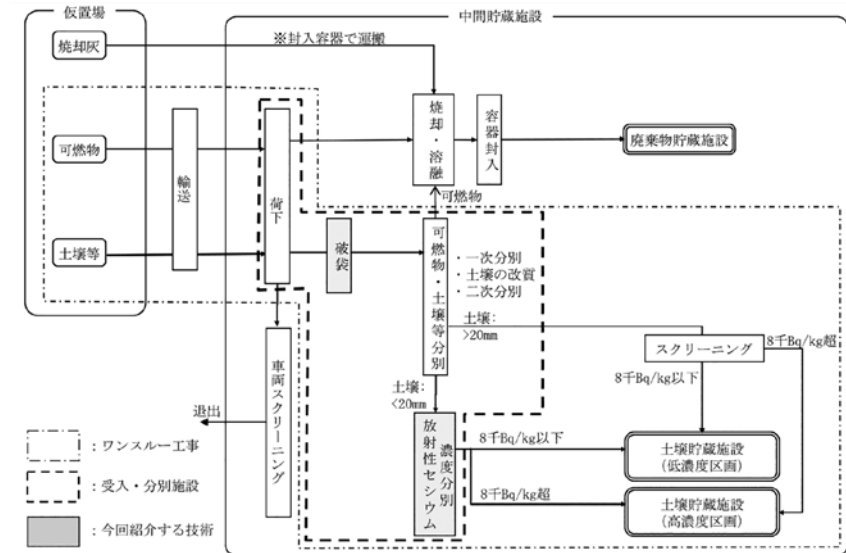 仮置場
中間貯蔵施設
焼却灰
※封入容器で運搬
可燃物
輸送
荷下
焼却・溶融
容器封入
廃棄物貯蔵施設
可燃物
土壌等
破袋
可燃物・土壌等分別
・一次分別
・土壌の改質
・二次分別
土壌:
>20mm
スクリーニング
8千Bq/kg超
8千Bq/kg以下
車両スクリーニング
退出
土壌:
<20mm
放射性セシウム
濃度分別
8千Bq/kg以下
土壌貯蔵施設
(低濃度区画)
8千Bq/kg超
土壌貯蔵施設
(高濃度区画)
:ワンスルー工事
:受入・分別施設
:今回紹介する技術